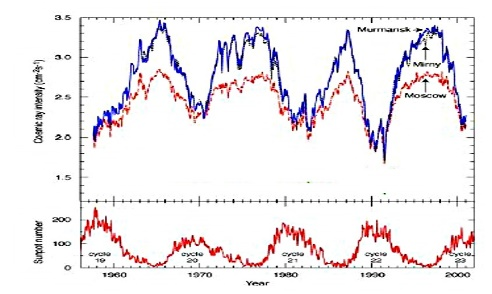 3.5
3.0
2.5
2.0
1.5
Cosmic ray intensity (cm⁻²s⁻¹)
Murmansk
Mirny
Moscow
200
100
0
Sunspot number
cycle 19
cycle 20
cycle 21
cycle 22
cycle 23
1960
1970
1980
1990
2000
Year